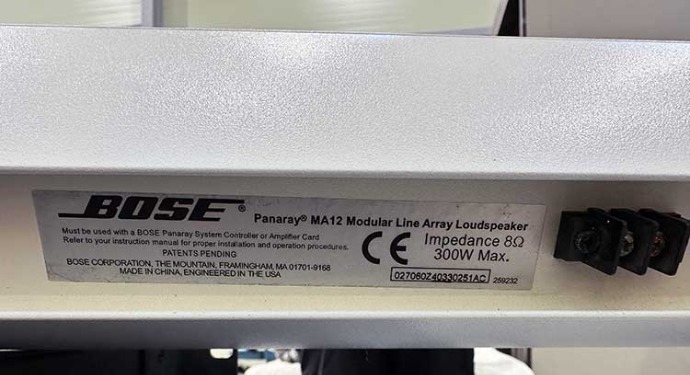 BOSE®
Panaray® MA12 Modular Line Array Loudspeaker
Must be used with a BOSE Panaray System Controller or Amplifier Card
Refer to your instruction manual for proper installation and operation procedures.
PATENTS PENDING
BOSE CORPORATION, THE MOUNTAIN, FRAMINGHAM, MA 01701-9168
MADE IN CHINA, ENGINEERED IN THE USA
CE
Impedance 8Ω
300W Max.
027060Z40330251AC 259232